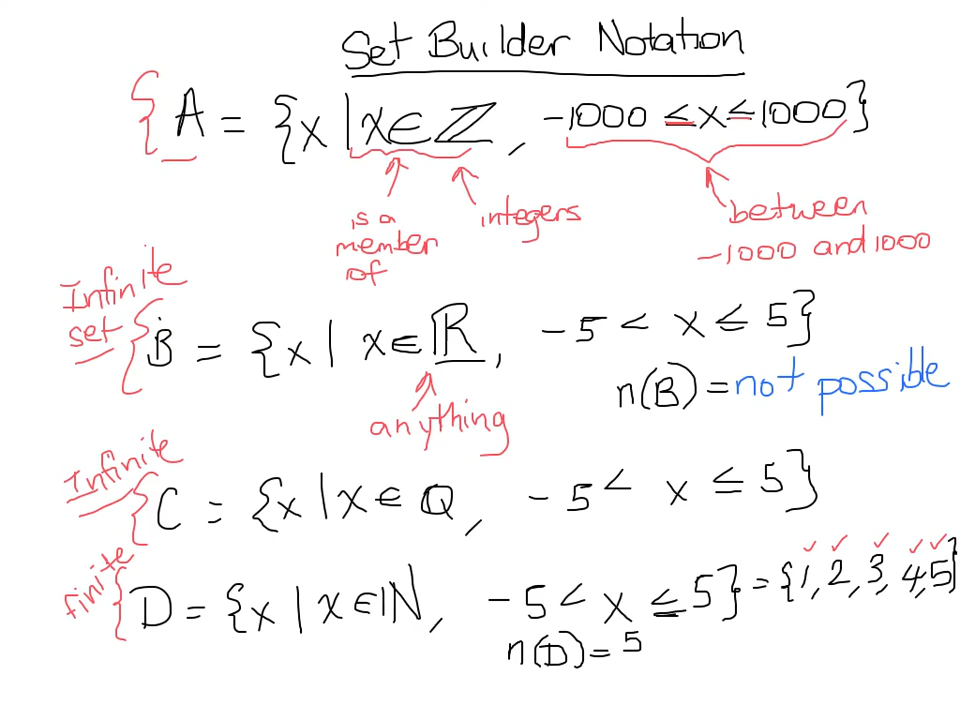 Set Builder Notation
A = {x | x ∈ ℤ, -1000 ≤ x ≤ 1000}
is a member of
integers
between -1000 and 1000
Infinite set
B = {x | x ∈ ℝ, -5 < x ≤ 5}
n(B) = not possible
anything
Infinite
C = {x | x ∈ Q, -5 < x ≤ 5}
finite
D = {x | x ∈ ℕ, -5 < x ≤ 5} = {1, 2, 3, 4, 5}
n(D) = 5